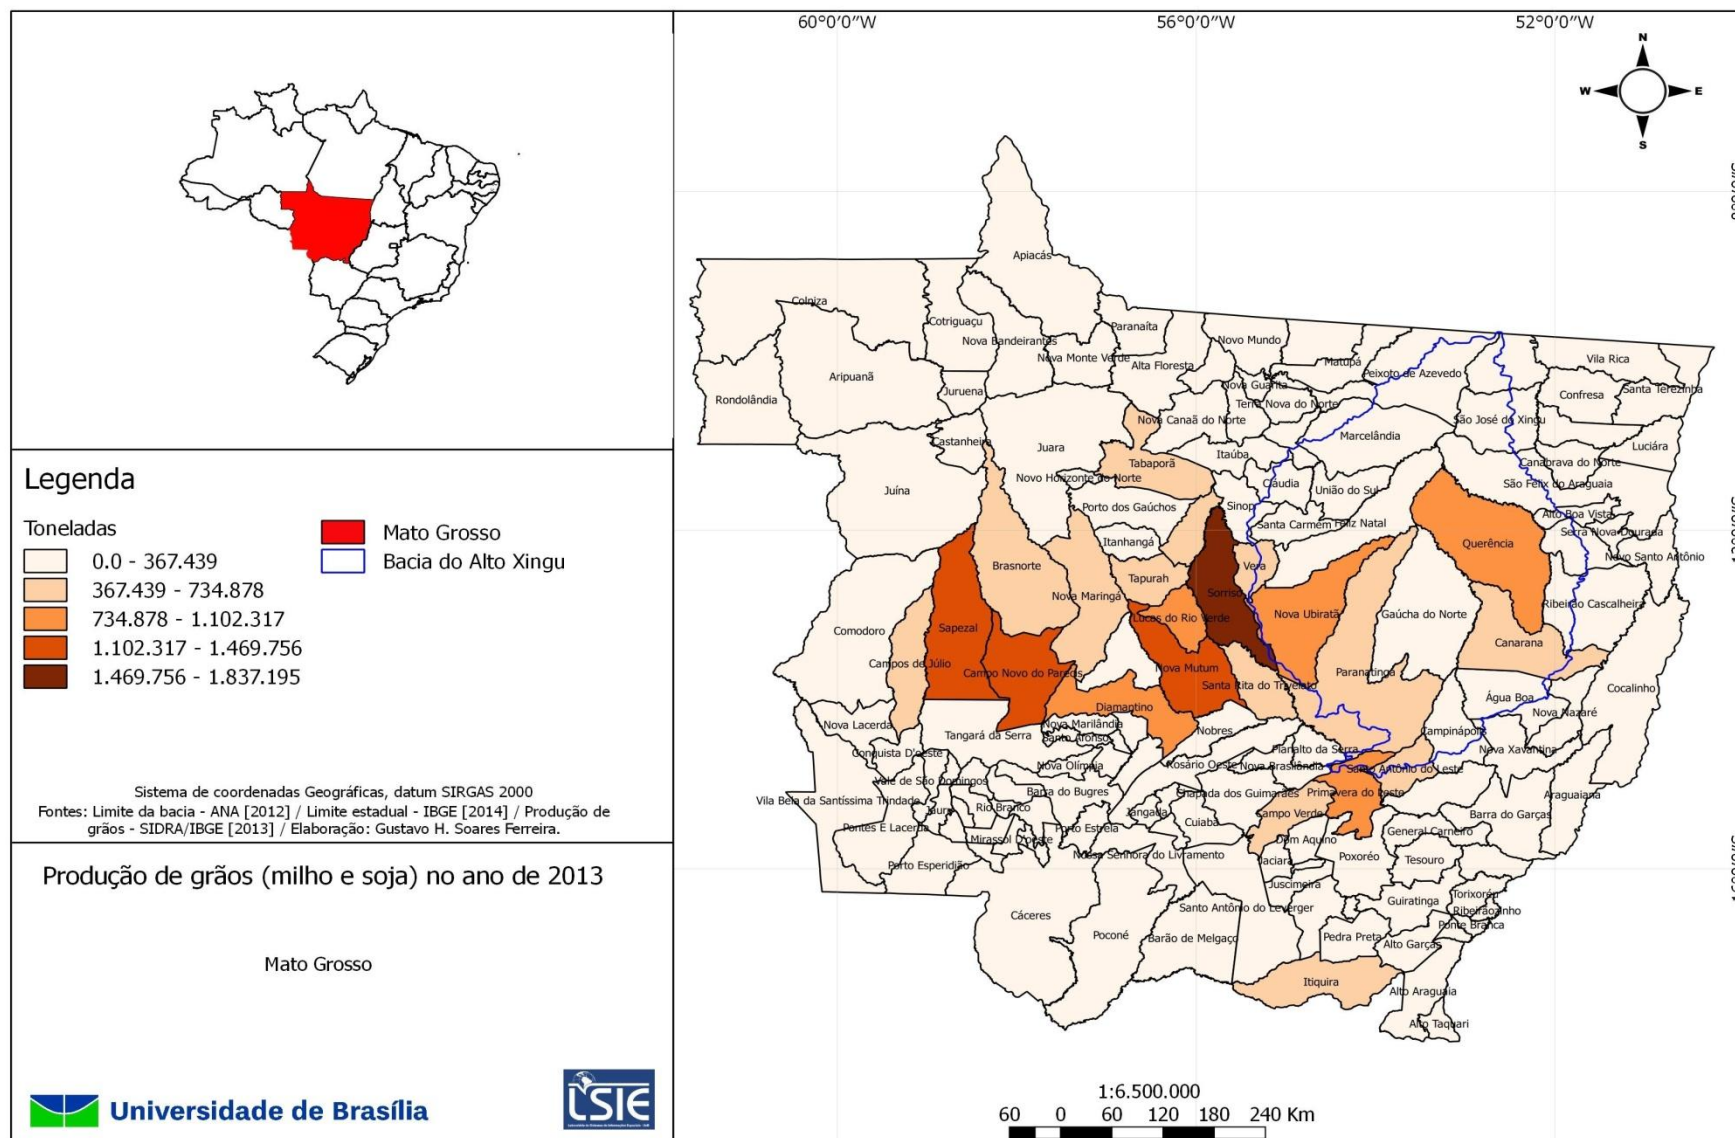 60°0'0"W
56°0'0"W
52°0'0"W
N
W
E
S
Legenda
Toneladas
0.0 - 367.439
367.439 - 734.878
734.878 - 1.102.317
1.102.317 - 1.469.756
1.469.756 - 1.837.195
Mato Grosso
Bacia do Alto Xingu
Sistema de coordenadas Geográficas, datum SIRGAS 2000
Fontes: Limite da bacia - ANA [2012] / Limite estadual - IBGE [2014] / Produção de
grãos - SIDRA/IBGE [2013] / Elaboração: Gustavo H. Soares Ferreira.
Produção de grãos (milho e soja) no ano de 2013
Mato Grosso
Universidade de Brasília
LSIE
Apiacás
Colniza
Cotriguaçu
Nova Bandeirantes
Paranaíta
Nova Monte Verde
Alta Floresta
Novo Mundo
Matupá
Peixoto de Azevedo
Vila Rica
Santa Terezinha
Confresa
Rondolândia
Aripuanã
Juruena
Nova Guarita
Terra Nova do Norte
Nova Canaã do Norte
São José do Xingu
Castanheira
Juara
Marcelândia
Luciára
Itaúba
Tabaporã
Canabrava do Norte
Novo Horizonte do Norte
Juína
Cláudia
União do Sul
São Félix do Araguaia
Porto dos Gaúchos
Sinop
Alto Boa Vista
Santa Carmem
Feliz Natal
Serra Nova Dourada
Itanhangá
Querência
Novo Santo Antônio
Brasnorte
Vera
Tapurah
Nova Maringá
Sorriso
Ribeirão Cascalheira
Nova Ubiratã
Gaúcha do Norte
Lucas do Rio Verde
Comodoro
Sapezal
Canarana
Campos de Júlio
Campo Novo do Parecis
Nova Mutum
Paranatinga
Santa Rita do Trivelato
Água Boa
Cocalinho
Diamantino
Nova Nazaré
Nova Lacerda
Nova Marilândia
Tangará da Serra
Santo Afonso
Nobres
Campinápolis
Conquista D'oeste
Planalto da Serra
Nova Xavantina
Nova Olímpia
Rosário Oeste
Nova Brasilândia
Santo Antônio do Leste
Vale de São Domingos
Barra do Bugres
Chapada dos Guimarães
Primavera do Leste
Araguaiana
Vila Bela da Santíssima Trindade
Jauru
Rio Branco
Jangada
Campo Verde
Barra do Garças
Pontes E Lacerda
Porto Estrela
Cuiabá
General Carneiro
Mirassol D'oeste
Dom Aquino
Nossa Senhora do Livramento
Jaciara
Poxoréo
Tesouro
Porto Esperidião
Juscimeira
Torixoréu
Guiratinga
Santo Antônio do Leverger
Ribeirãozinho
Cáceres
Ponte Branca
Poconé
Barão de Melgaço
Pedra Preta
Alto Garças
Itiquira
Alto Araguaia
Alto Taquari
1:6.500.000
60 0 60 120 180 240 Km